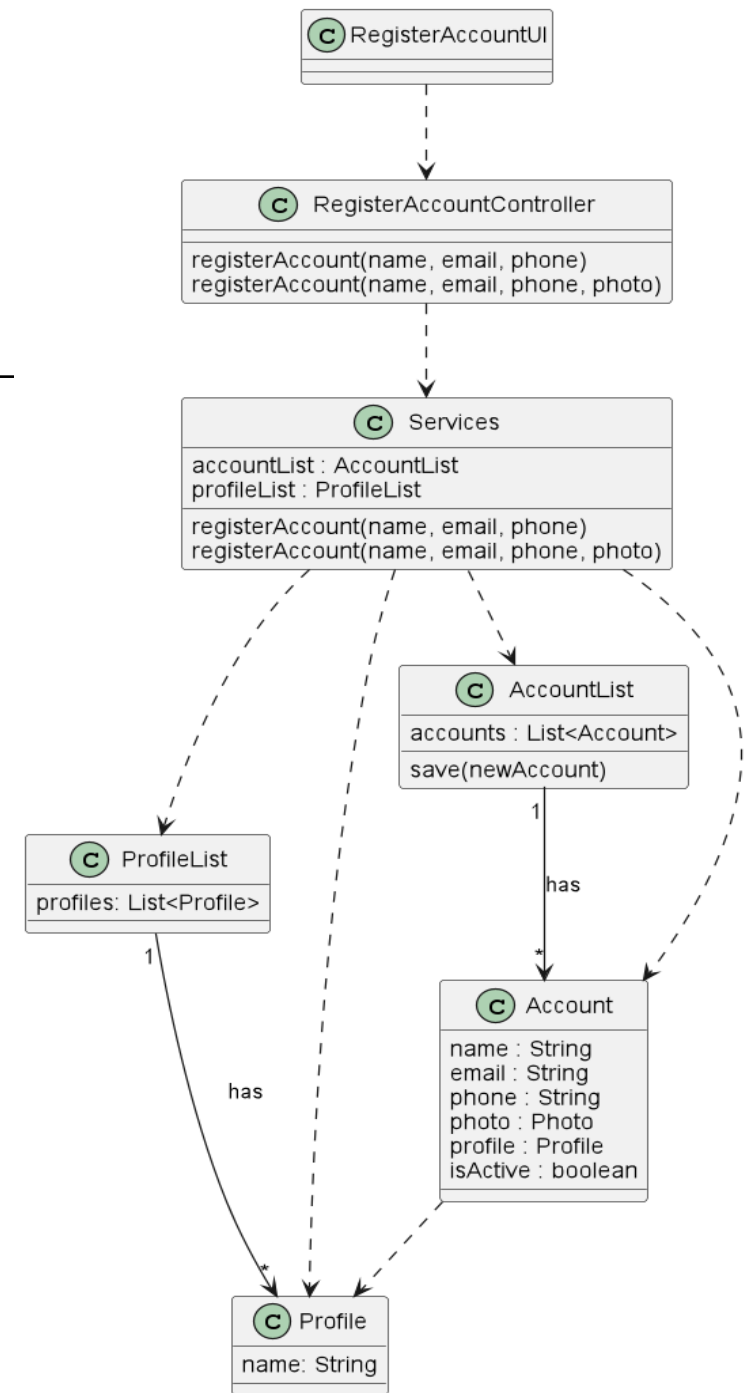 C RegisterAccountUI
C RegisterAccountController
registerAccount(name, email, phone)
registerAccount(name, email, phone, photo)
C Services
accountList : AccountList
profileList : ProfileList
registerAccount(name, email, phone)
registerAccount(name, email, phone, photo)
C AccountList
accounts : List<Account>
save(newAccount)
1
has
*
C ProfileList
profiles: List<Profile>
1
has
*
C Account
name : String
email : String
phone : String
photo : Photo
profile : Profile
isActive : boolean
C Profile
name: String